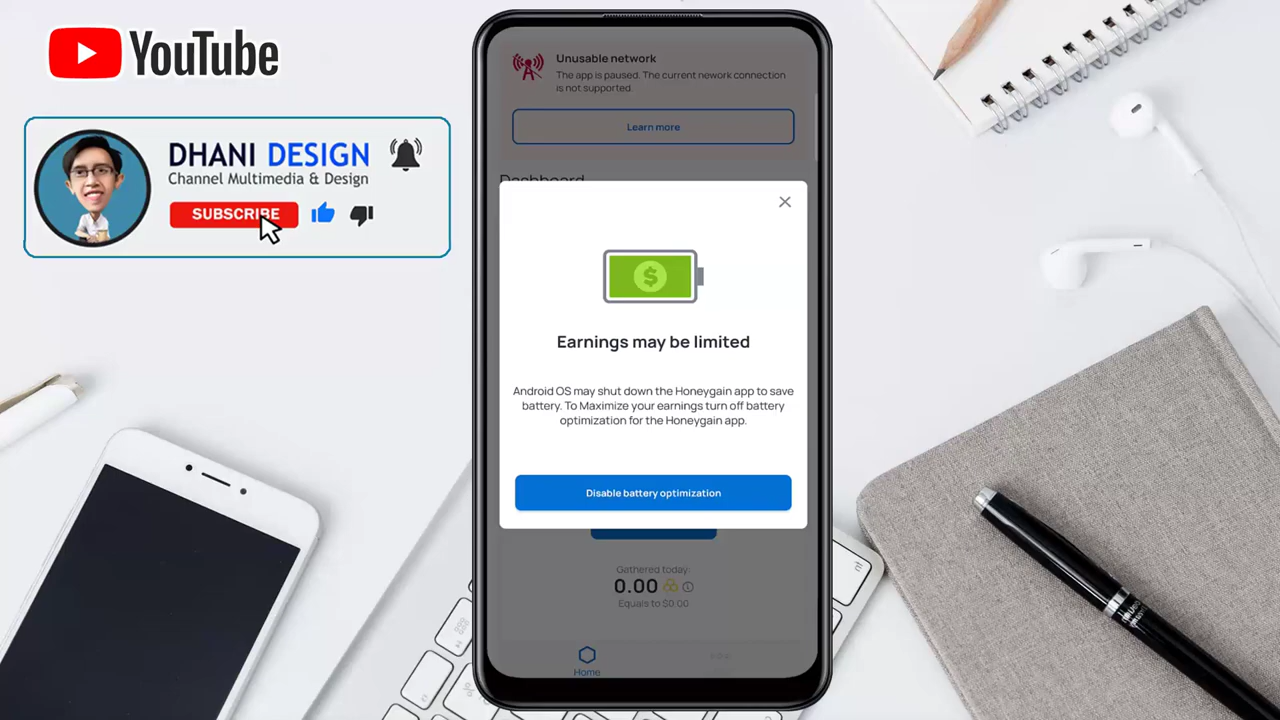 YouTube
DHANI DESIGN
Channel Multimedia & Design
SUBSCRIBE
Unusable network
The app is paused. The current nework connection
is not supported.
Learn more
Dashboard
Earnings may be limited
Android OS may shut down the Honeygain app to save
battery. To Maximize your earnings turn off battery
optimization for the Honeygain app.
Disable battery optimization
Gathered today:
0.00
Equals to $0.00
Home